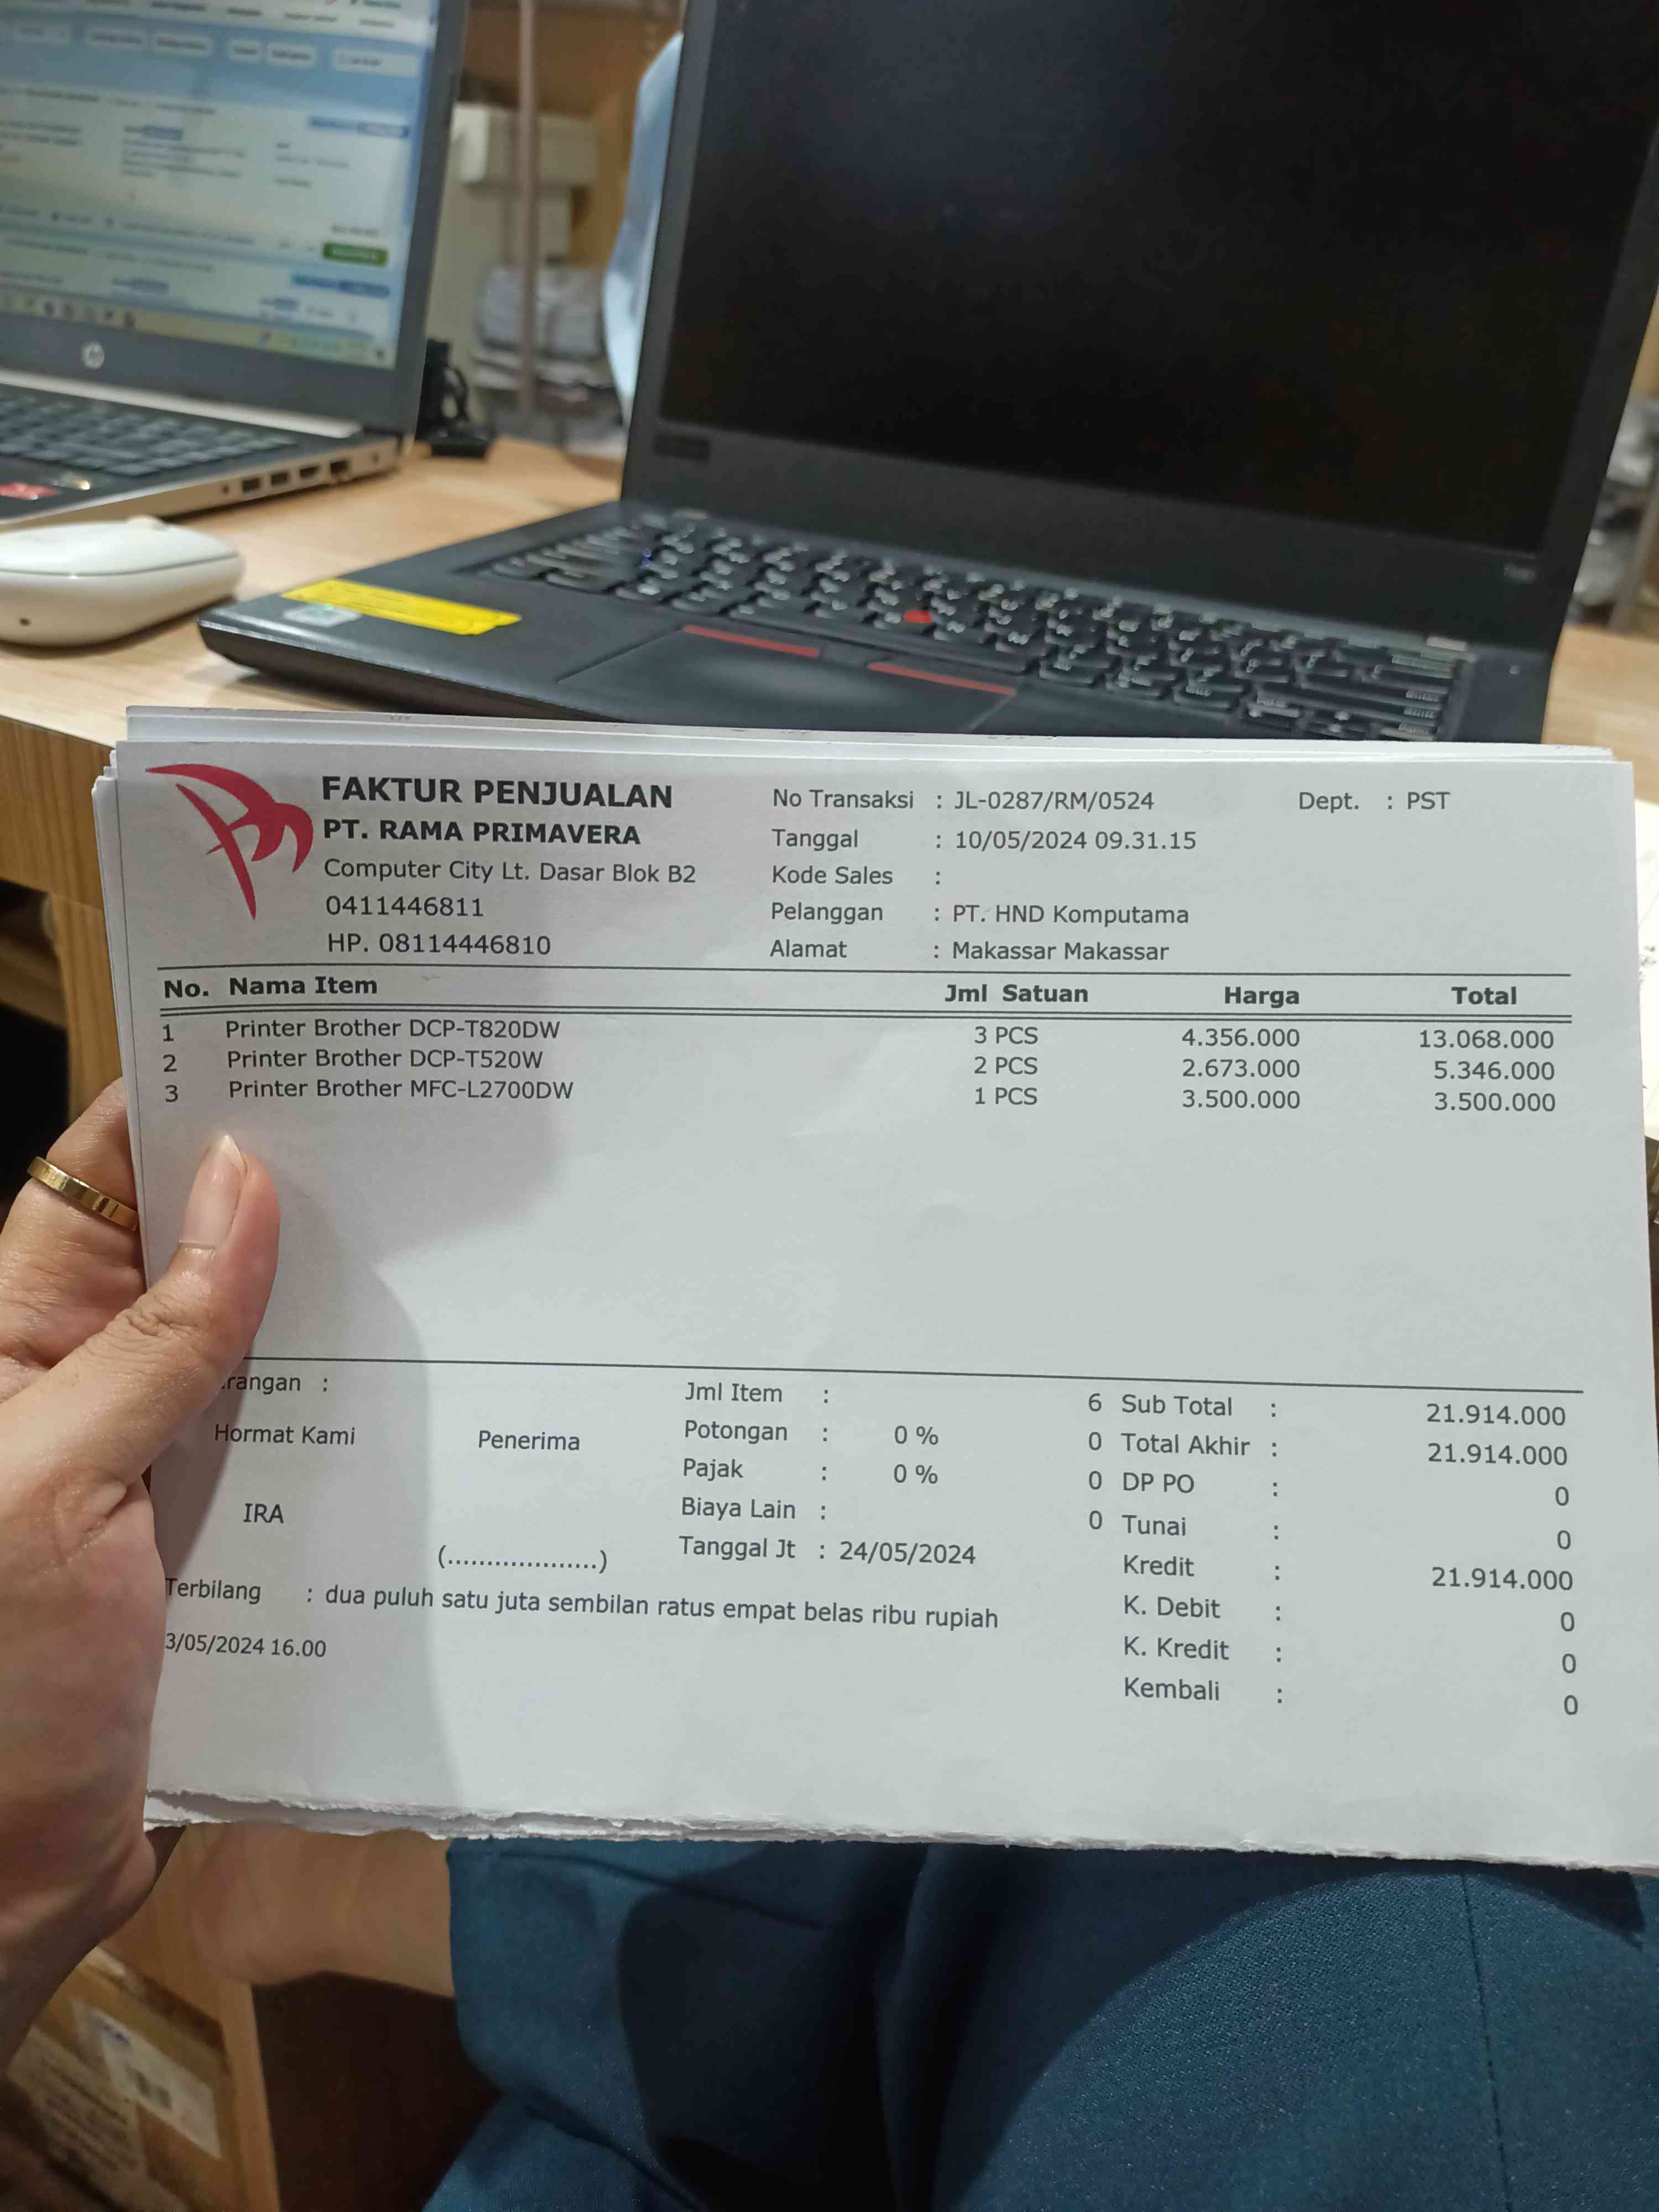 FAKTUR PENJUALAN
PT. RAMA PRIMAVERA
Computer City Lt. Dasar Blok B2
0411446811
HP. 08114446810
No Transaksi : JL-0287/RM/0524 Dept. : PST
Tanggal : 10/05/2024 09.31.15
Kode Sales :
Pelanggan : PT. HND Komputama
Alamat : Makassar Makassar
No. Nama Item Jml Satuan Harga Total
1 Printer Brother DCP-T820DW 3 PCS 4.356.000 13.068.000
2 Printer Brother DCP-T520W 2 PCS 2.673.000 5.346.000
3 Printer Brother MFC-L2700DW 1 PCS 3.500.000 3.500.000
rangan :
Hormat Kami Penerima
IRA
(...................)
Jml Item : 6
Potongan : 0 % 0
Pajak : 0 % 0
Biaya Lain : 0
Tanggal Jt : 24/05/2024
Sub Total : 21.914.000
Total Akhir : 21.914.000
DP PO : 0
Tunai : 0
Kredit : 21.914.000
K. Debit : 0
K. Kredit : 0
Kembali : 0
Terbilang : dua puluh satu juta sembilan ratus empat belas ribu rupiah
3/05/2024 16.00